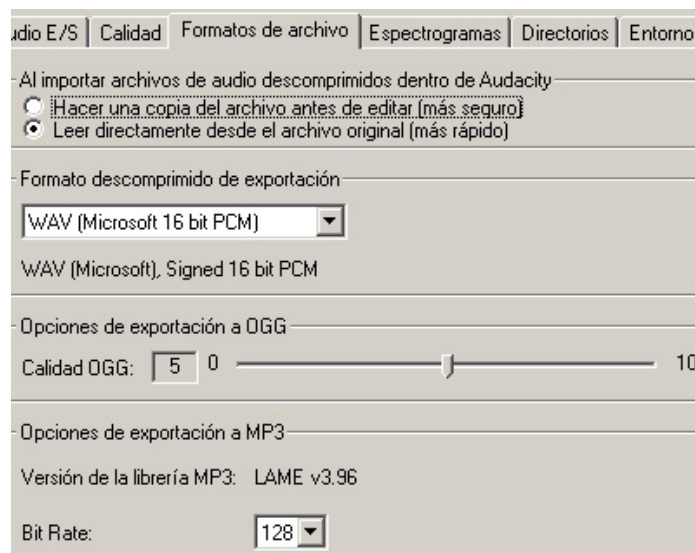 udio E/S Calidad Formatos de archivo Espectrogramas Directorios Entorno
Al importar archivos de audio descomprimidos dentro de Audacity
Hacer una copia del archivo antes de editar (más seguro)
Leer directamente desde el archivo original (más rápido)
Formato descomprimido de exportación
WAV (Microsoft 16 bit PCM)
WAV (Microsoft), Signed 16 bit PCM
Opciones de exportación a OGG
Calidad OGG: 5 0 10
Opciones de exportación a MP3
Versión de la librería MP3: LAME v3.96
Bit Rate: 128